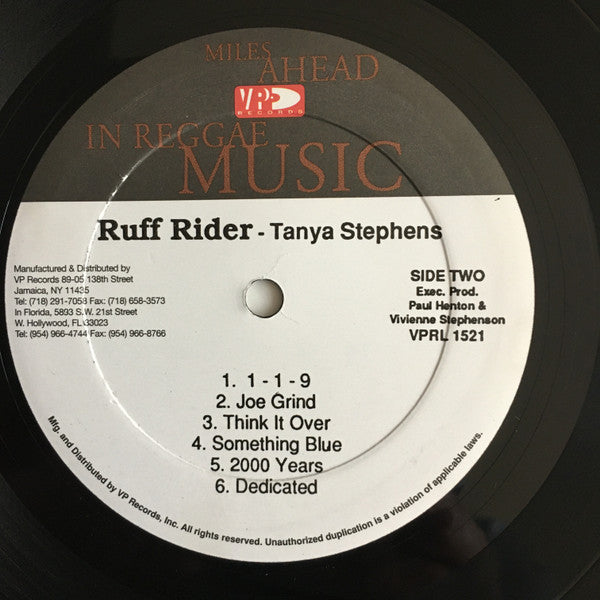 MILES
AHEAD
VP
RECORDS
IN REGGAE
MUSIC
Ruff Rider - Tanya Stephens
Manufactured & Distributed by
VP Records 89-05 138th Street
Jamaica, NY 11435
Tel: (718) 291-7058 Fax: (718) 658-3573
In Florida, 5893 S.W. 21st Street
W. Hollywood, FL 33023
Tel: (954) 966-4744 Fax: (954) 966-8766
SIDE TWO
Exec. Prod.
Paul Henton &
Vivienne Stephenson
VPRL 1521
1. 1 - 1 - 9
2. Joe Grind
3. Think It Over
4. Something Blue
5. 2000 Years
6. Dedicated
Mfg. and Distributed by VP Records, Inc. All rights reserved. Unauthorized duplication is a violation of applicable laws.